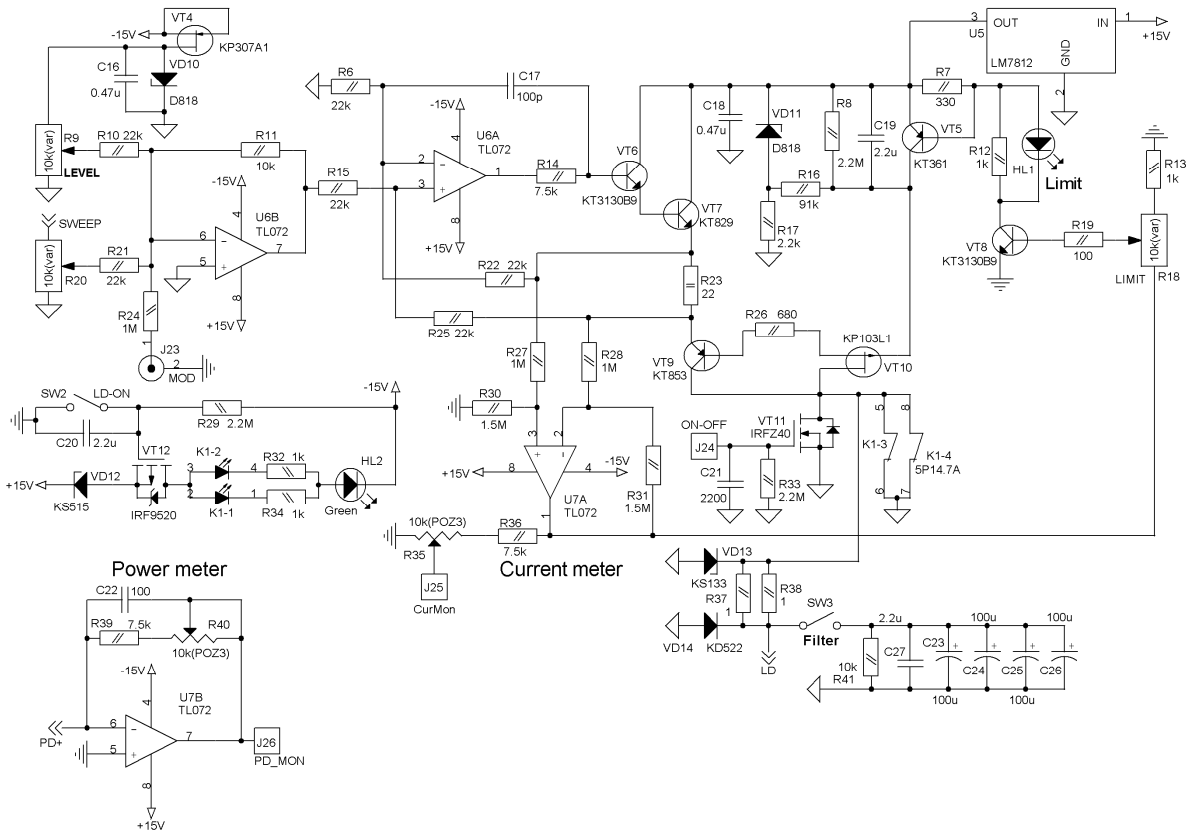 VT4
-15V
KP307A1
C16
0.47u
VD10
D818
10k(var)
R9
LEVEL
R10 22k
R11
10k
SWEEP
10k(var)
R20
R21
22k
R24
1M
1
J23
2
MOD
-15V
4
U6B
TL072
6
5
7
8
+15V
R15
22k
R6
22k
C17
100p
-15V
4
U6A
TL072
2
3
1
8
+15V
R14
7.5k
VT6
KT3130B9
VT7
KT829
C18
0.47u
VD11
D818
R8
2.2M
C19
2.2u
R16
91k
R17
2.2k
3
OUT
IN
1
U5
GND
LM7812
2
+15V
R7
330
VT5
KT361
R12
1k
HL1
Limit
VT8
KT3130B9
R19
100
R13
1k
10k(var)
LIMIT
R18
R22 22k
R23
22
R25 22k
R26 680
KP103L1
VT10
VT9
KT853
R27
1M
R28
1M
R30
1.5M
3
2
+15V
8
4
-15V
U7A
TL072
1
R31
1.5M
ON-OFF
J24
VT11
IRFZ40
C21
2200
R33
2.2M
5
8
K1-3
K1-4
5P14.7A
6
7
SW2
LD-ON
C20
2.2u
R29 2.2M
-15V
VT12
IRF9520
+15V
VD12
KS515
K1-2
3
4
2
1
K1-1
R32 1k
R34 1k
HL2
Green
10k(POZ3)
R35
R36
7.5k
J25
CurMon
Current meter
VD13
KS133
R37
1
R38
1
VD14
KD522
LD
SW3
Filter
2.2u
10k
R41
C27
C23
100u
100u
C24
C25
100u
100u
C26
Power meter
C22
100
R39 7.5k
R40
10k(POZ3)
-15V
4
U7B
TL072
PD+
6
5
7
8
+15V
J26
PD_MON